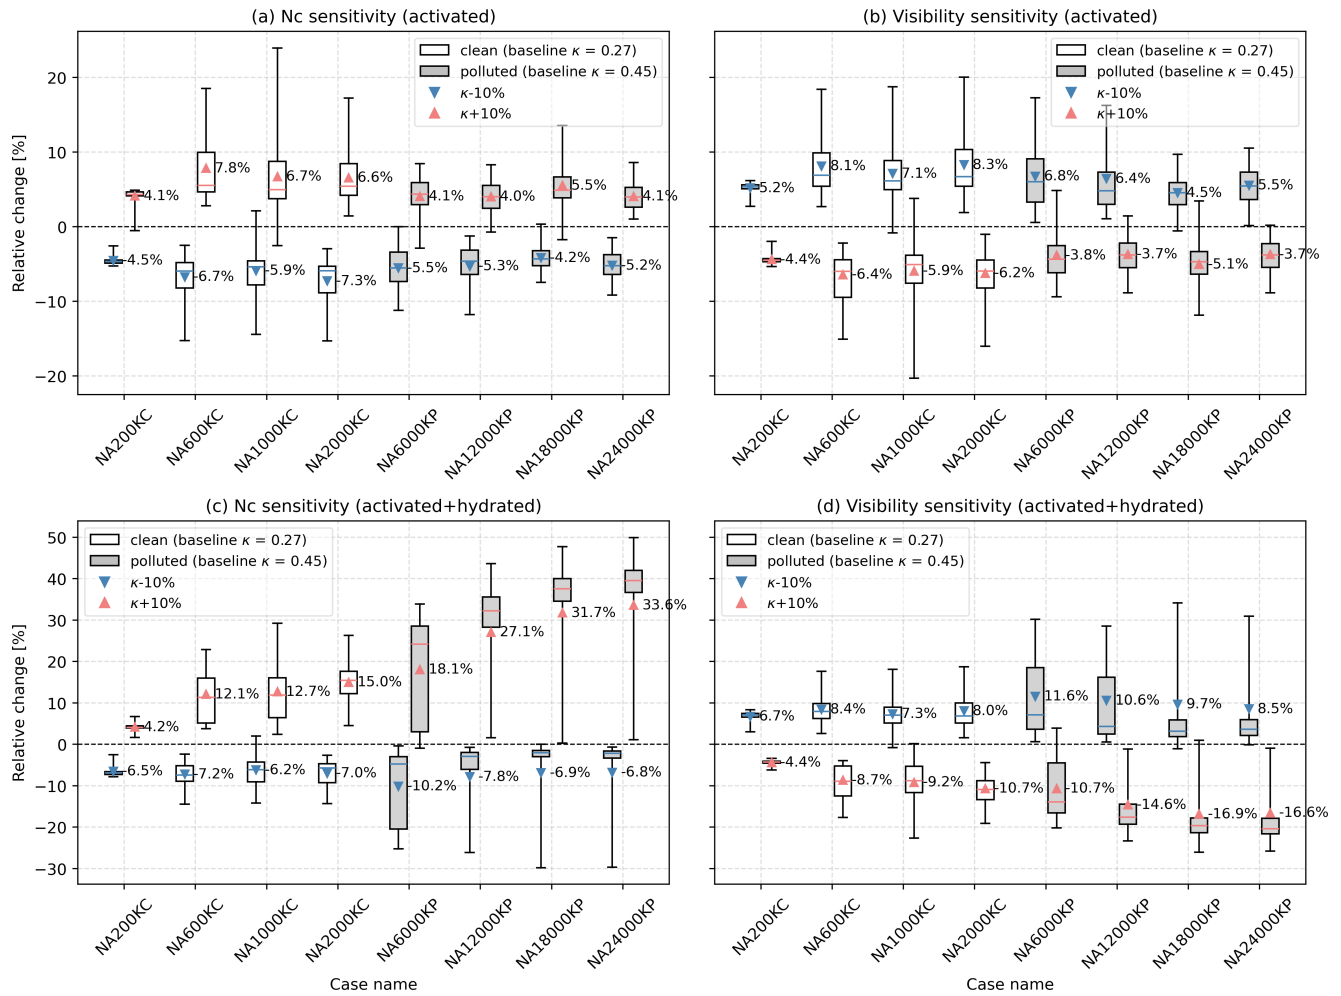 (a) Nc sensitivity (activated)
clean (baseline κ = 0.27)
polluted (baseline κ = 0.45)
κ-10%
κ+10%
Relative change [%]
20
10
0
−10
−20
4.1%
7.8%
6.7%
6.6%
4.1%
4.0%
5.5%
4.1%
-4.5%
-6.7%
-5.9%
-7.3%
-5.5%
-5.3%
-4.2%
-5.2%
NA200KC
NA600KC
NA1000KC
NA2000KC
NA6000KP
NA12000KP
NA18000KP
NA24000KP
(b) Visibility sensitivity (activated)
clean (baseline κ = 0.27)
polluted (baseline κ = 0.45)
κ-10%
κ+10%
5.2%
8.1%
7.1%
8.3%
6.8%
6.4%
4.5%
5.5%
-4.4%
-6.4%
-5.9%
-6.2%
-3.8%
-3.7%
-5.1%
-3.7%
NA200KC
NA600KC
NA1000KC
NA2000KC
NA6000KP
NA12000KP
NA18000KP
NA24000KP
(c) Nc sensitivity (activated+hydrated)
clean (baseline κ = 0.27)
polluted (baseline κ = 0.45)
κ-10%
κ+10%
Relative change [%]
50
40
30
20
10
0
−10
−20
−30
4.2%
12.1%
12.7%
15.0%
18.1%
27.1%
31.7%
33.6%
-6.5%
-7.2%
-6.2%
-7.0%
-10.2%
-7.8%
-6.9%
-6.8%
NA200KC
NA600KC
NA1000KC
NA2000KC
NA6000KP
NA12000KP
NA18000KP
NA24000KP
Case name
(d) Visibility sensitivity (activated+hydrated)
clean (baseline κ = 0.27)
polluted (baseline κ = 0.45)
κ-10%
κ+10%
6.7%
8.4%
7.3%
8.0%
11.6%
10.6%
9.7%
8.5%
-4.4%
-8.7%
-9.2%
-10.7%
-10.7%
-14.6%
-16.9%
-16.6%
NA200KC
NA600KC
NA1000KC
NA2000KC
NA6000KP
NA12000KP
NA18000KP
NA24000KP
Case name